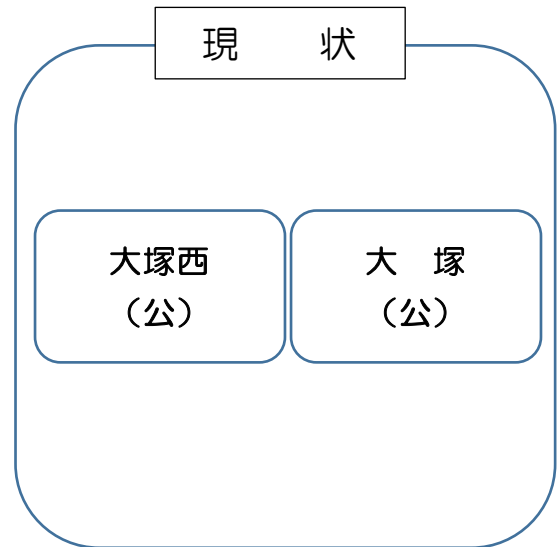 現　　状
大塚西
（公）
大　塚
（公）